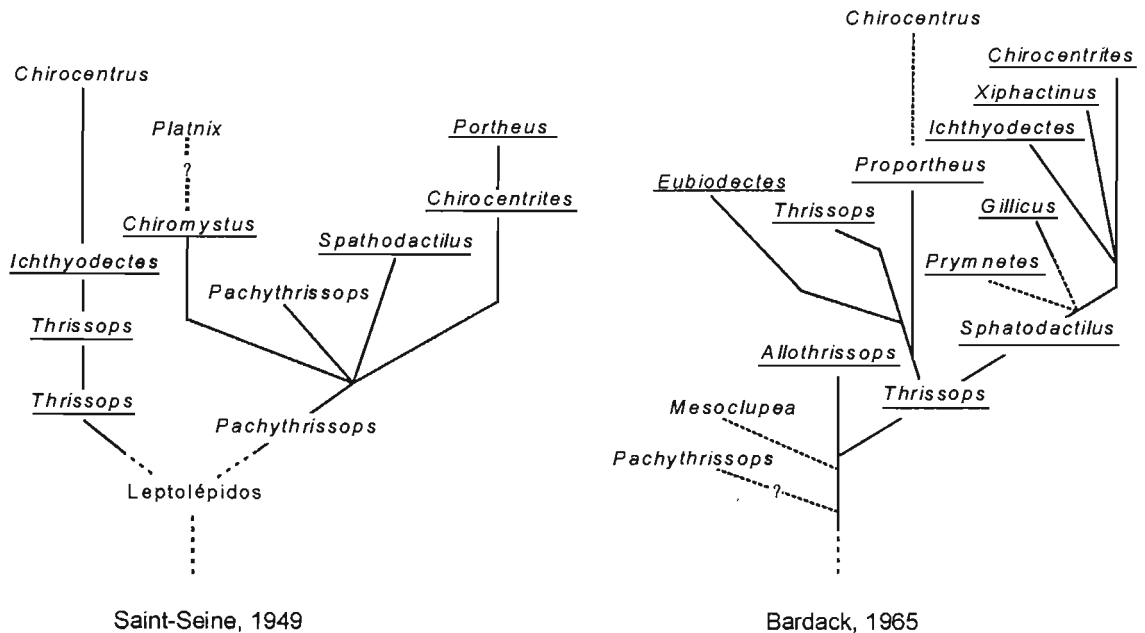 Chirocentrus
Platnix
?
Chiromystus
Portheus
Chirocentrites
Spathodactilus
Ichthyodectes
Pachythrissops
Thrissops
Thrissops
Pachythrissops
Leptolépidos
Saint-Seine, 1949
Chirocentrus
Chirocentrites
Xiphactinus
Ichthyodectes
Proportheus
Eubiodectes
Thrissops
Gillicus
Prymnetes
Sphatodactilus
Allothrissops
Thrissops
Mesoclupea
Pachythrissops
?
Bardack, 1965